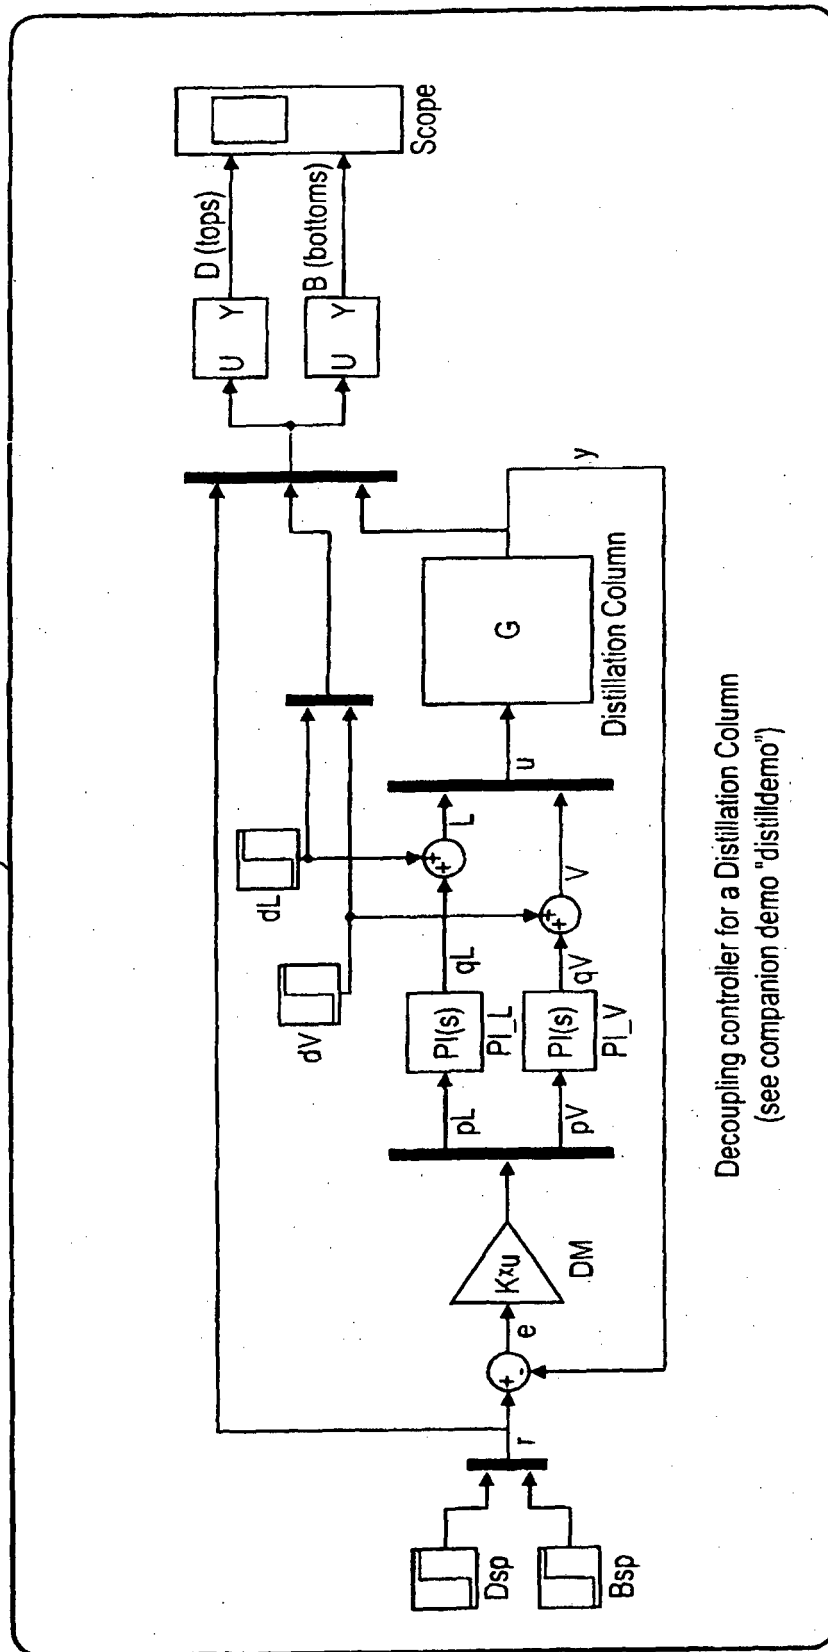 Dsp
Bsp
r
+
-
e
K*u
DM
pL
pV
PI(s)
PI_L
PI(s)
PI_V
qL
qV
dL
dV
+
+
+
+
L
V
u
G
Distillation Column
y
U Y
U Y
D (tops)
B (bottoms)
Scope
Decoupling controller for a Distillation Column
(see companion demo "distilldemo")